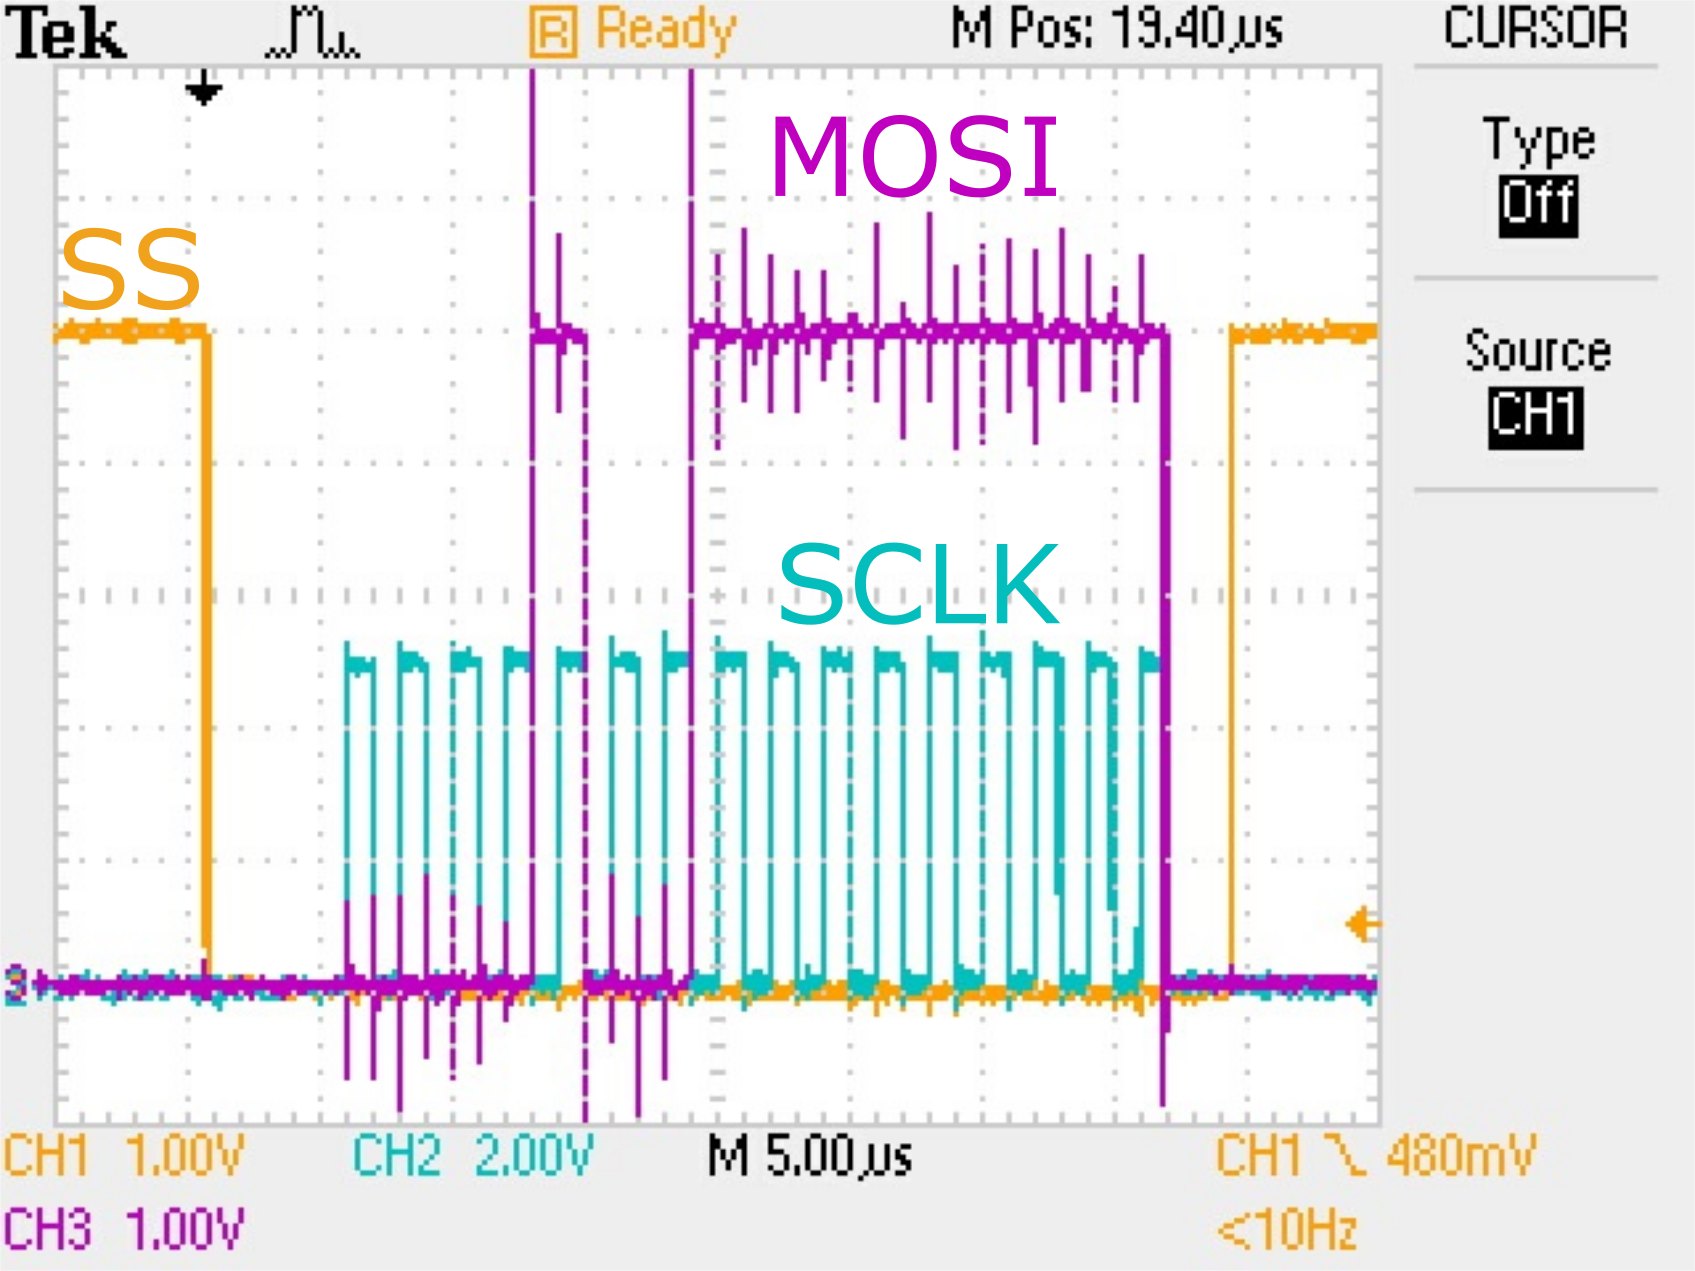 Tek R Ready M Pos: 19.40µs CURSOR
MOSI
Type
Off
SS
Source
CH1
SCLK
3
CH1 1.00V CH2 2.00V M 5.00µs CH1 480mV
CH3 1.00V <10Hz